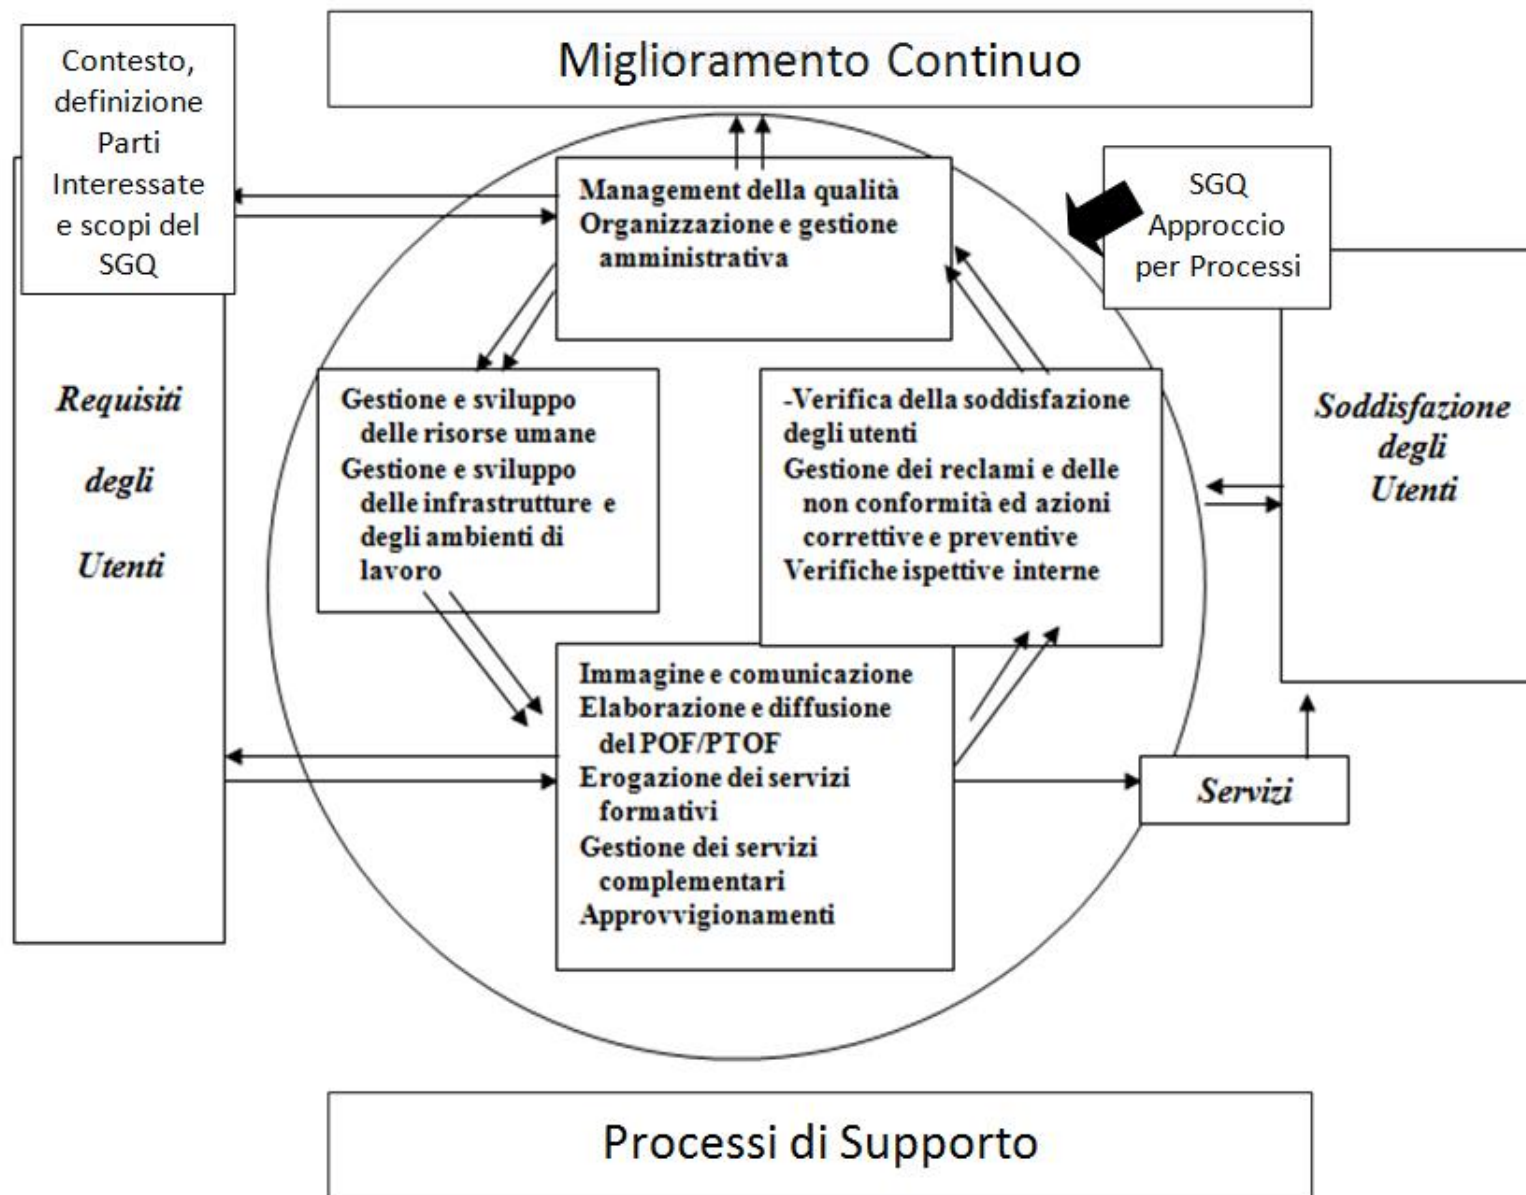 Miglioramento Continuo
Contesto,
definizione
Parti
Interessate
e scopi del
SGQ
Management della qualità
Organizzazione e gestione
amministrativa
SGQ
Approccio
per Processi
Requisiti
degli
Utenti
Gestione e sviluppo
delle risorse umane
Gestione e sviluppo
delle infrastrutture e
degli ambienti di
lavoro
-Verifica della soddisfazione
degli utenti
Gestione dei reclami e delle
non conformità ed azioni
correttive e preventive
Verifiche ispettive interne
Soddisfazione
degli
Utenti
Immagine e comunicazione
Elaborazione e diffusione
del POF/PTOF
Erogazione dei servizi
formativi
Gestione dei servizi
complementari
Approvvigionamenti
Servizi
Processi di Supporto